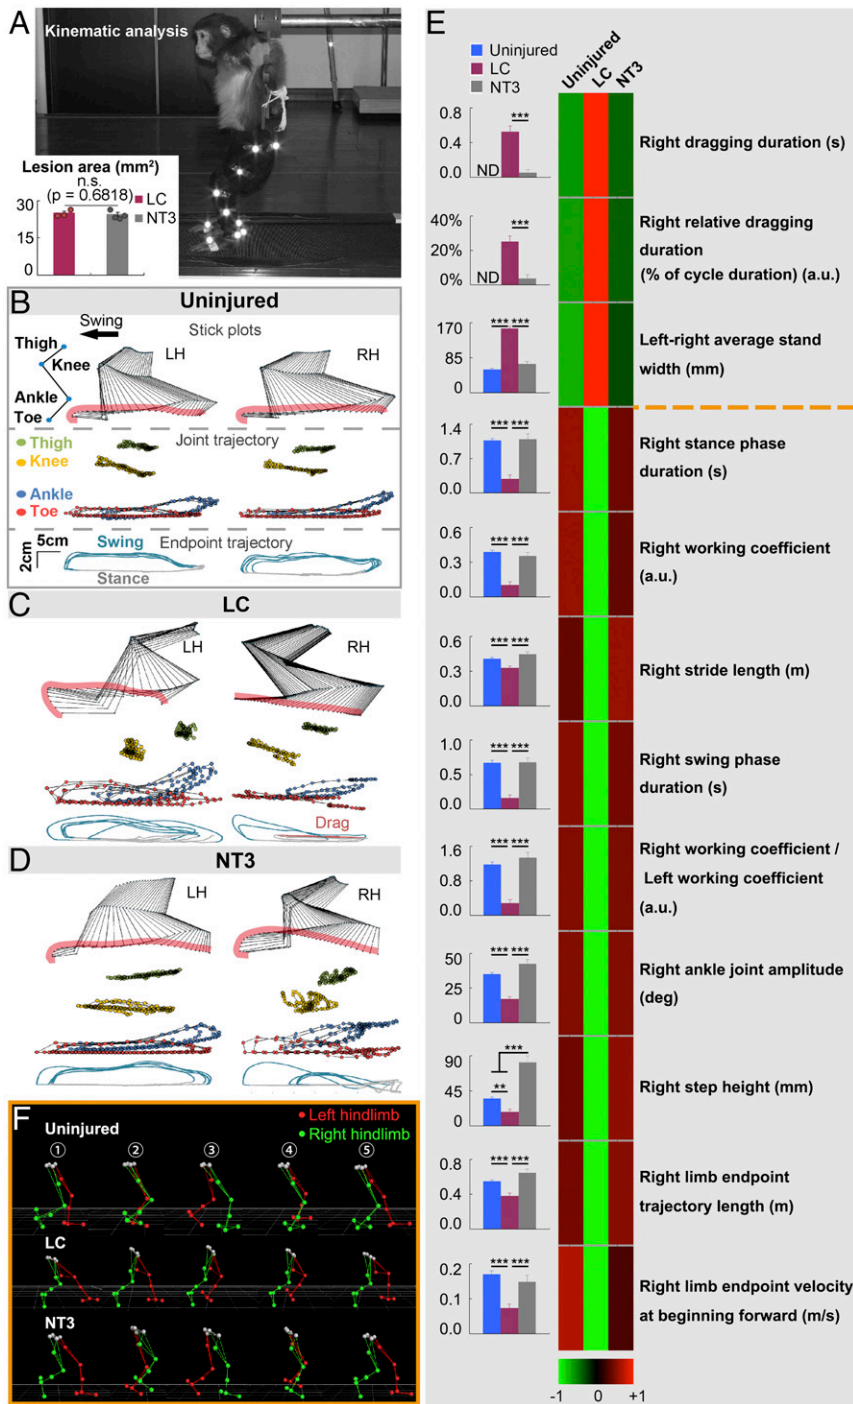 A
Kinematic analysis
Lesion area (mm²)
n.s.
(p = 0.6818)
LC
NT3
30
15
0
B
Uninjured
Swing
Stick plots
Thigh
Knee
Ankle
Toe
LH
RH
Thigh
Knee
Joint trajectory
Ankle
Toe
5cm
2cm
Swing
Endpoint trajectory
Stance
C
LC
LH
RH
Drag
D
NT3
LH
RH
F
Uninjured
Left hindlimb
Right hindlimb
① ② ③ ④ ⑤
LC
NT3
E
Uninjured
LC
NT3
Uninjured
LC
NT3
0.8
0.4
0.0
ND
***
Right dragging duration (s)
40%
20%
0%
ND
***
Right relative dragging
duration
(% of cycle duration) (a.u.)
170
85
0
*** ***
Left-right average stand
width (mm)
1.4
0.7
0.0
*** ***
Right stance phase
duration (s)
0.6
0.3
0.0
*** ***
Right working coefficient
(a.u.)
0.6
0.3
0.0
*** ***
Right stride length (m)
1.0
0.5
0.0
*** ***
Right swing phase
duration (s)
1.6
0.8
0.0
*** ***
Right working coefficient /
Left working coefficient
(a.u.)
50
25
0
*** ***
Right ankle joint amplitude
(deg)
90
45
0
***
**
Right step height (mm)
0.8
0.4
0.0
*** ***
Right limb endpoint
trajectory length (m)
0.2
0.1
0.0
*** ***
Right limb endpoint velocity
at beginning forward (m/s)
-1 0 +1